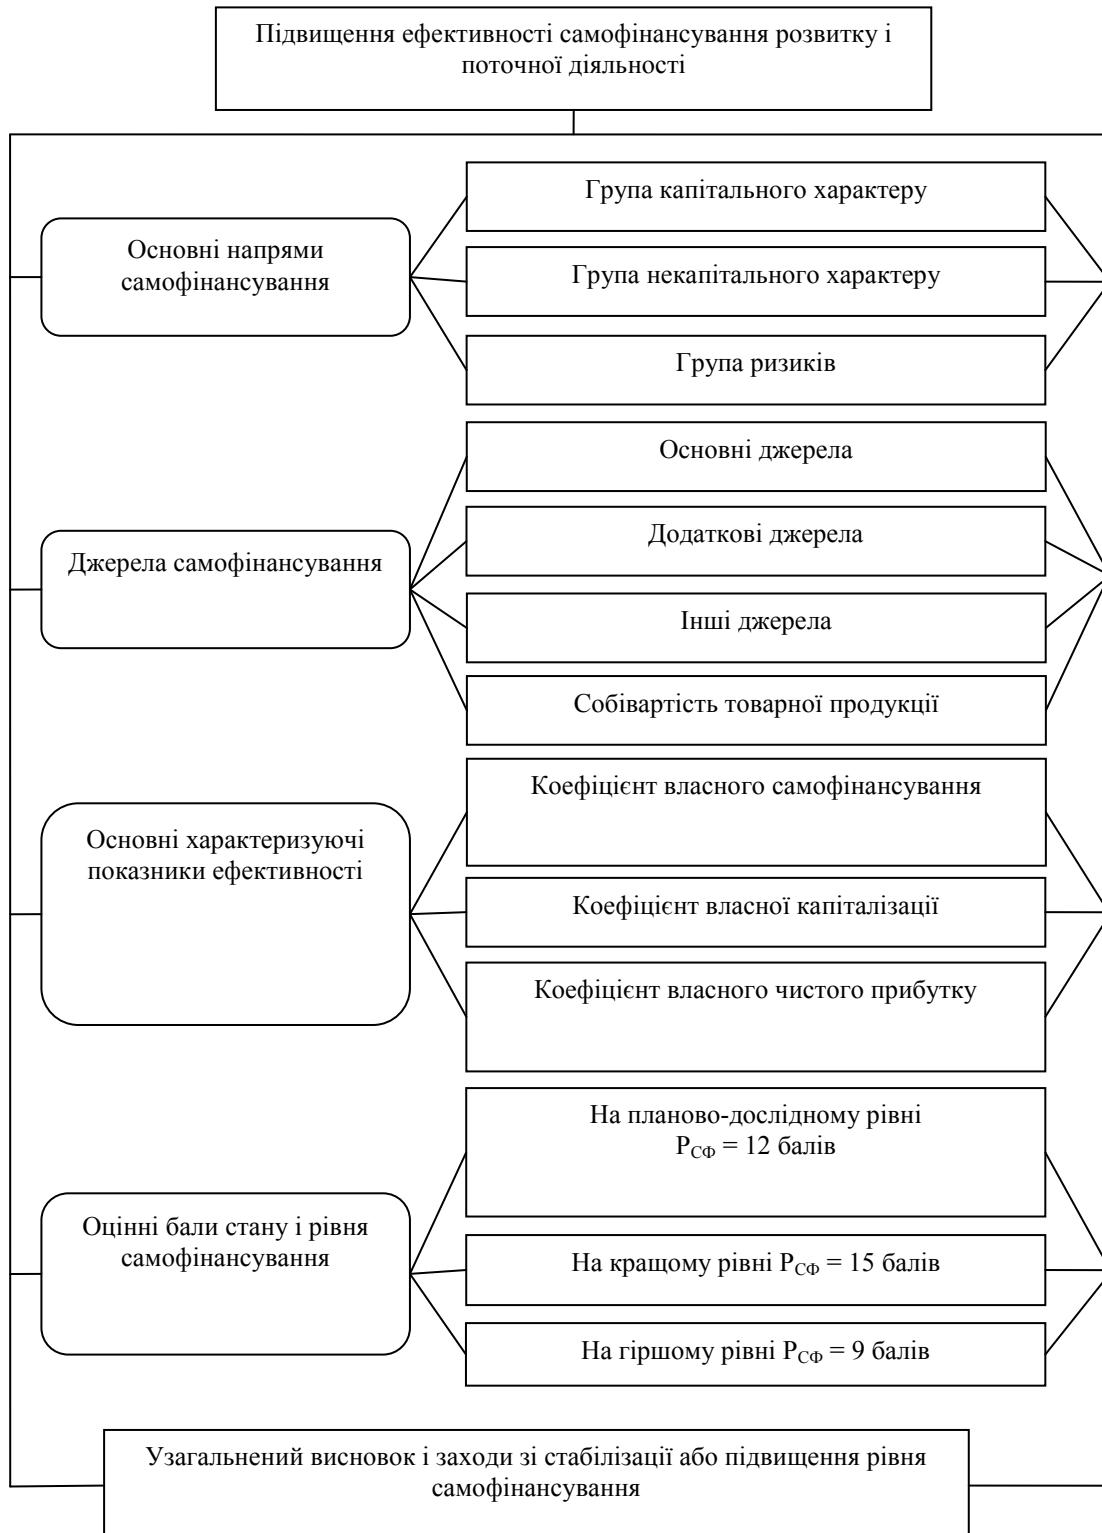 Підвищення ефективності самофінансування розвитку і
поточної діяльності
Основні напрями
самофінансування
Група капітального характеру
Група некапітального характеру
Група ризиків
Джерела самофінансування
Основні джерела
Додаткові джерела
Інші джерела
Собівартість товарної продукції
Основні характеризуючі
показники ефективності
Коефіцієнт власного самофінансування
Коефіцієнт власної капіталізації
Коефіцієнт власного чистого прибутку
Оцінні бали стану і рівня
самофінансування
На планово-дослідному рівні
РСФ = 12 балів
На кращому рівні РСФ = 15 балів
На гіршому рівні РСФ = 9 балів
Узагальнений висновок і заходи зі стабілізації або підвищення рівня
самофінансування